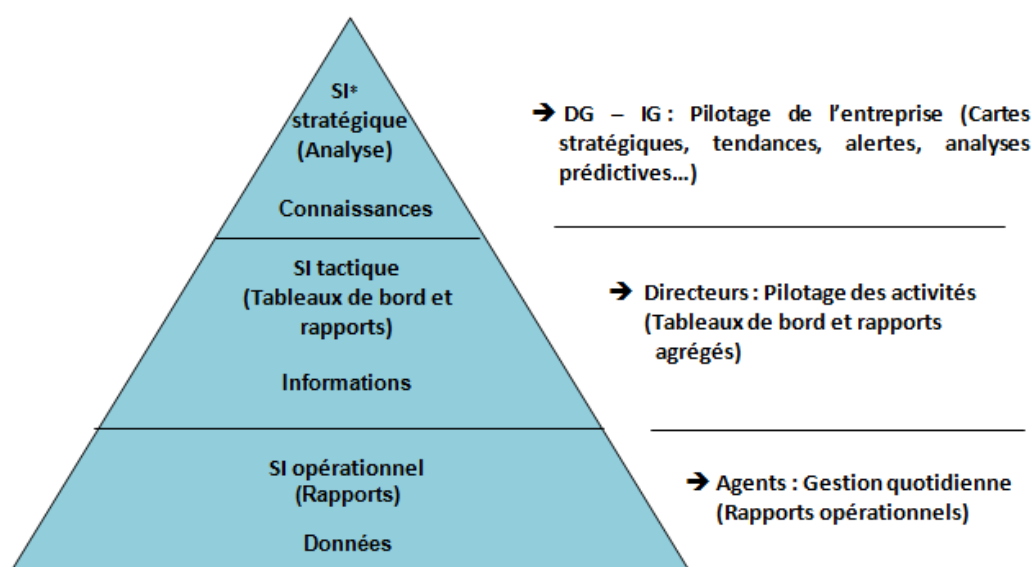 SI*
stratégique
(Analyse)
Connaissances
➔ DG – IG : Pilotage de l’entreprise (Cartes
stratégiques, tendances, alertes, analyses
prédictives…)
SI tactique
(Tableaux de bord et
rapports)
Informations
➔ Directeurs : Pilotage des activités
(Tableaux de bord et rapports
agrégés)
SI opérationnel
(Rapports)
Données
➔ Agents : Gestion quotidienne
(Rapports opérationnels)